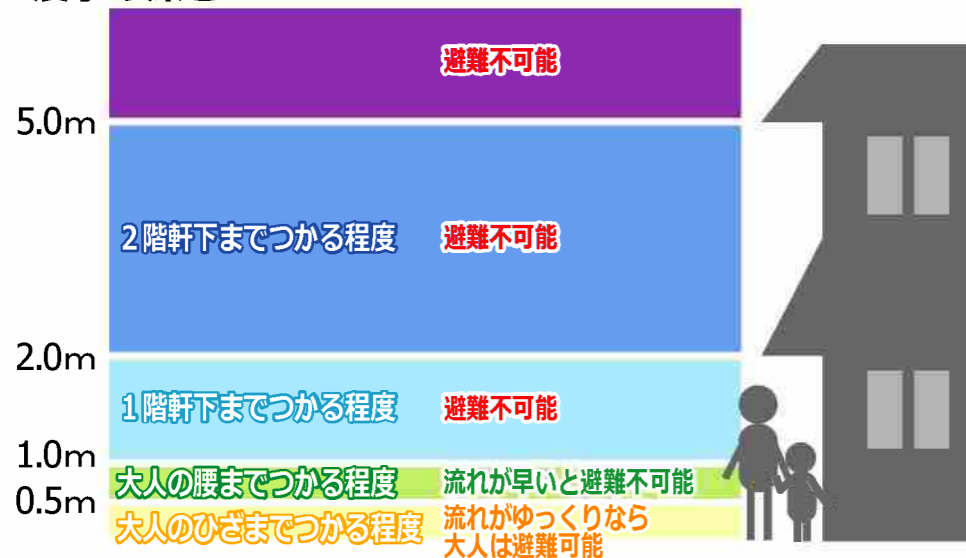 避難不可能
5.0m
2階軒下までつかる程度 避難不可能
2.0m
1階軒下までつかる程度 避難不可能
1.0m
大人の腰までつかる程度 流れが早いと避難不可能
0.5m
大人のひざまでつかる程度 流れがゆっくりなら
大人は避難可能